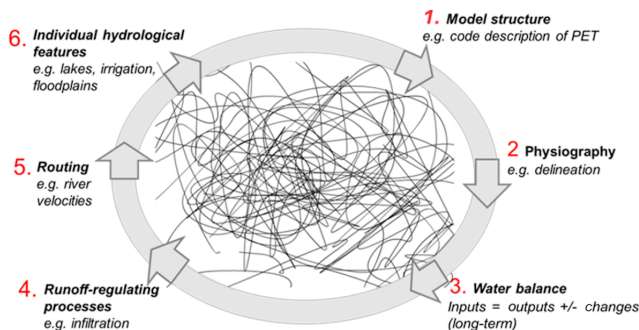 1. Model structure
e.g. code description of PET
2 Physiography
e.g. delineation
3. Water balance
Inputs = outputs +/- changes
(long-term)
4. Runoff-regulating
processes
e.g. infiltration
5. Routing
e.g. river
velocities
6. Individual hydrological
features
e.g. lakes, irrigation,
floodplains